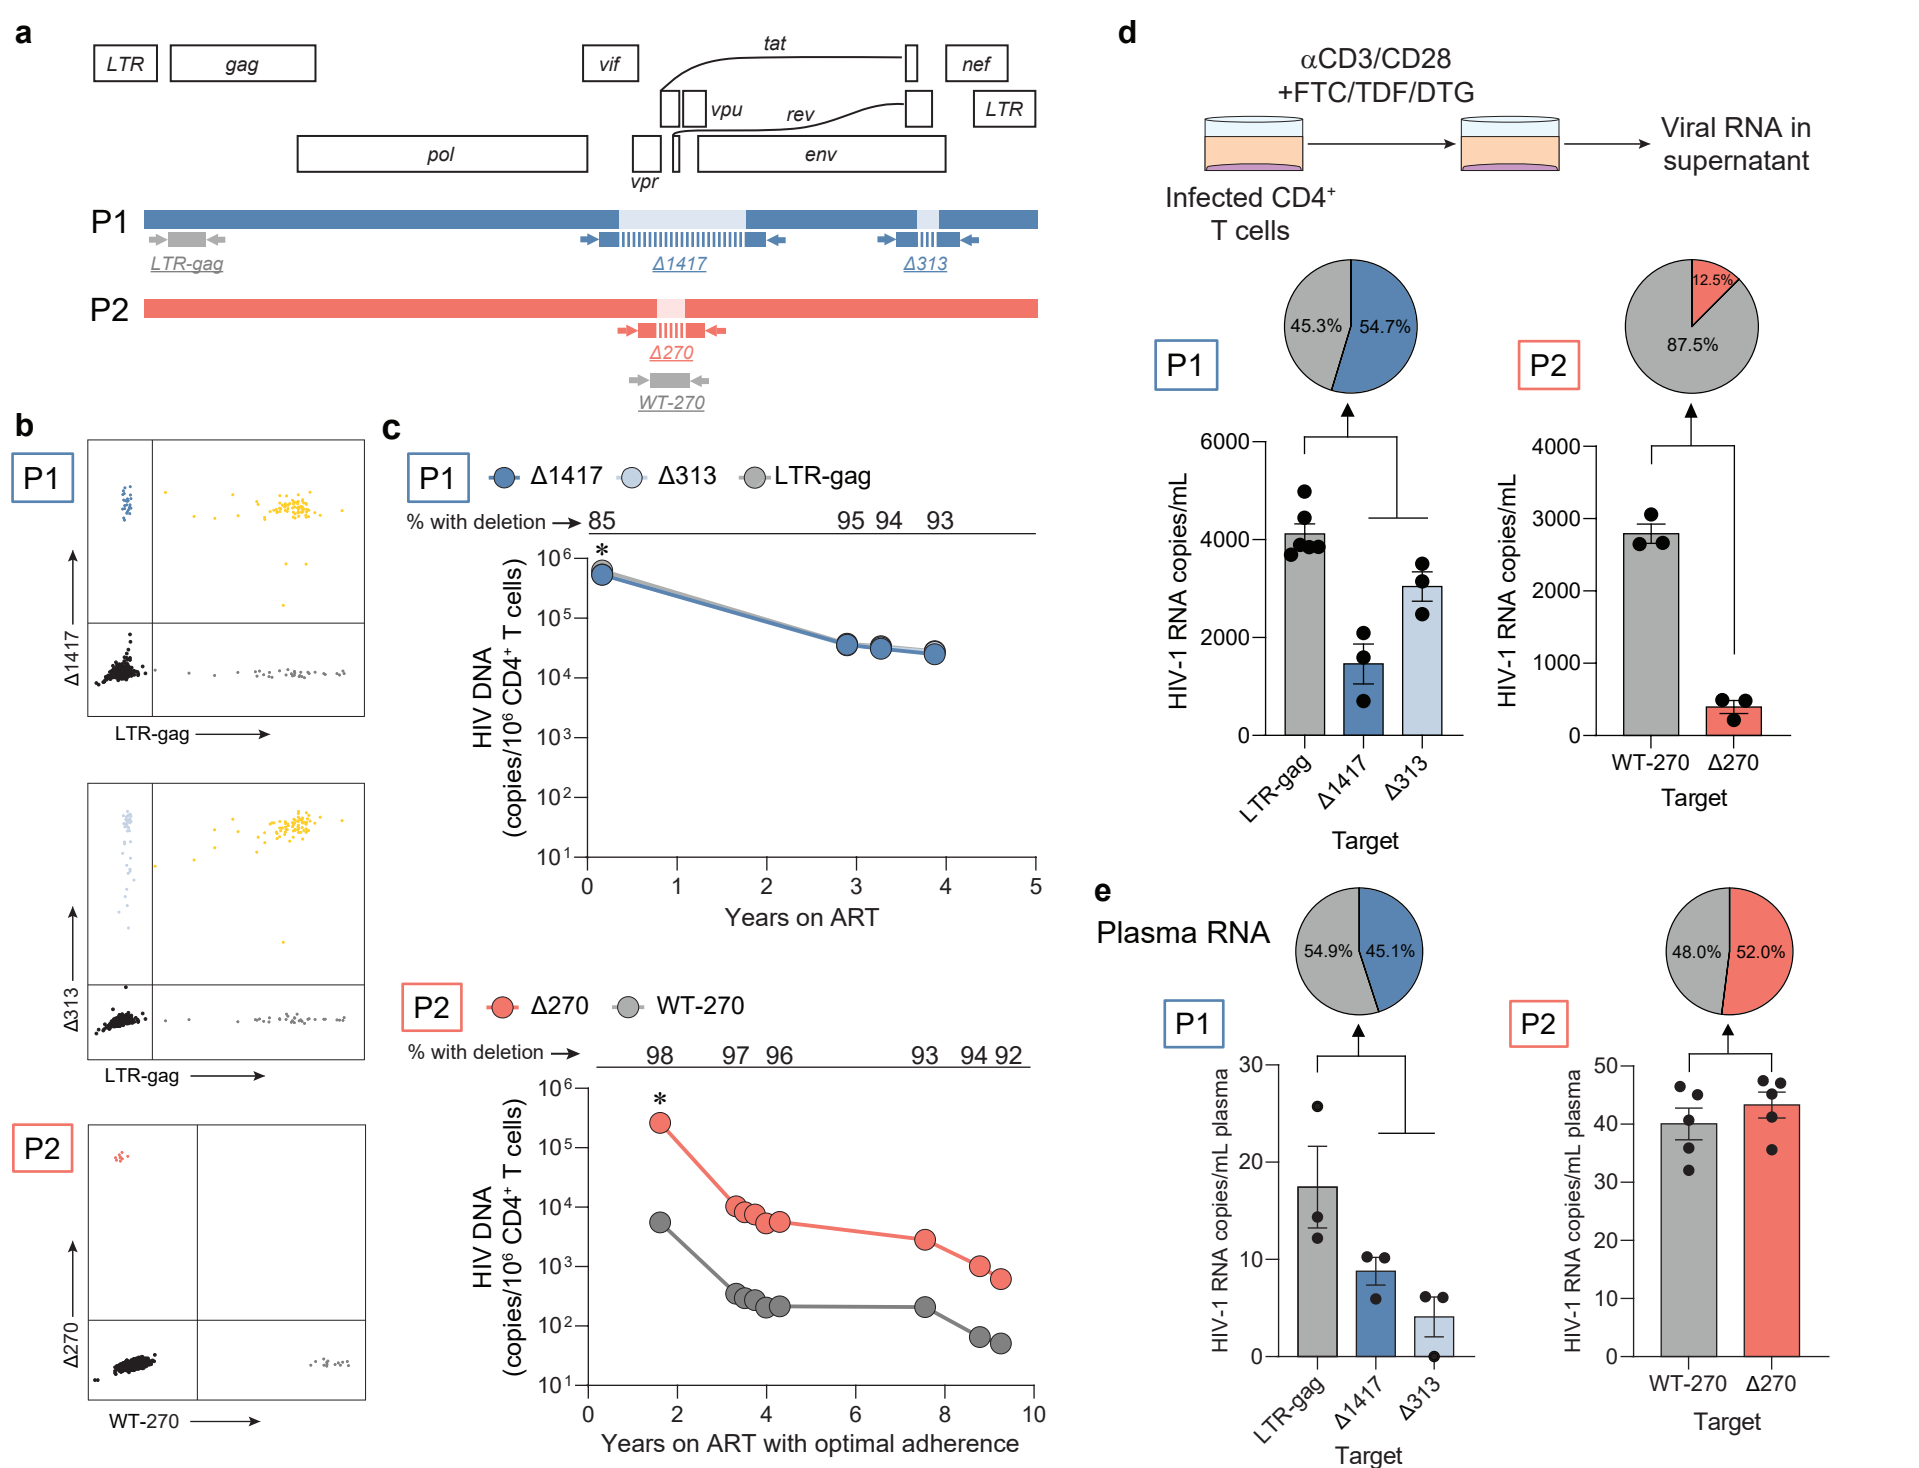 a
LTR
gag
vif
tat
nef
vpu
rev
LTR
pol
vpr
env
P1
LTR-gag
Δ1417
Δ313
P2
Δ270
WT-270
b
P1
Δ1417
LTR-gag
Δ313
LTR-gag
P2
Δ270
WT-270
c
P1
Δ1417
Δ313
LTR-gag
% with deletion
85
95
94
93
*
HIV DNA
(copies/10⁶ CD4⁺ T cells)
10⁶
10⁵
10⁴
10³
10²
10¹
0
1
2
3
4
5
Years on ART
P2
Δ270
WT-270
% with deletion
98
97
96
93
94
92
*
HIV DNA
(copies/10⁶ CD4⁺ T cells)
10⁶
10⁵
10⁴
10³
10²
10¹
0
2
4
6
8
10
Years on ART with optimal adherence
d
αCD3/CD28
+FTC/TDF/DTG
Infected CD4⁺
T cells
Viral RNA in
supernatant
P1
45.3%
54.7%
HIV-1 RNA copies/mL
6000
4000
2000
0
LTR-gag
Δ1417
Δ313
Target
P2
12.5%
87.5%
HIV-1 RNA copies/mL
4000
3000
2000
1000
0
WT-270
Δ270
Target
e
Plasma RNA
P1
54.9%
45.1%
HIV-1 RNA copies/mL plasma
30
20
10
0
LTR-gag
Δ1417
Δ313
Target
P2
48.0%
52.0%
HIV-1 RNA copies/mL plasma
50
40
30
20
10
0
WT-270
Δ270
Target